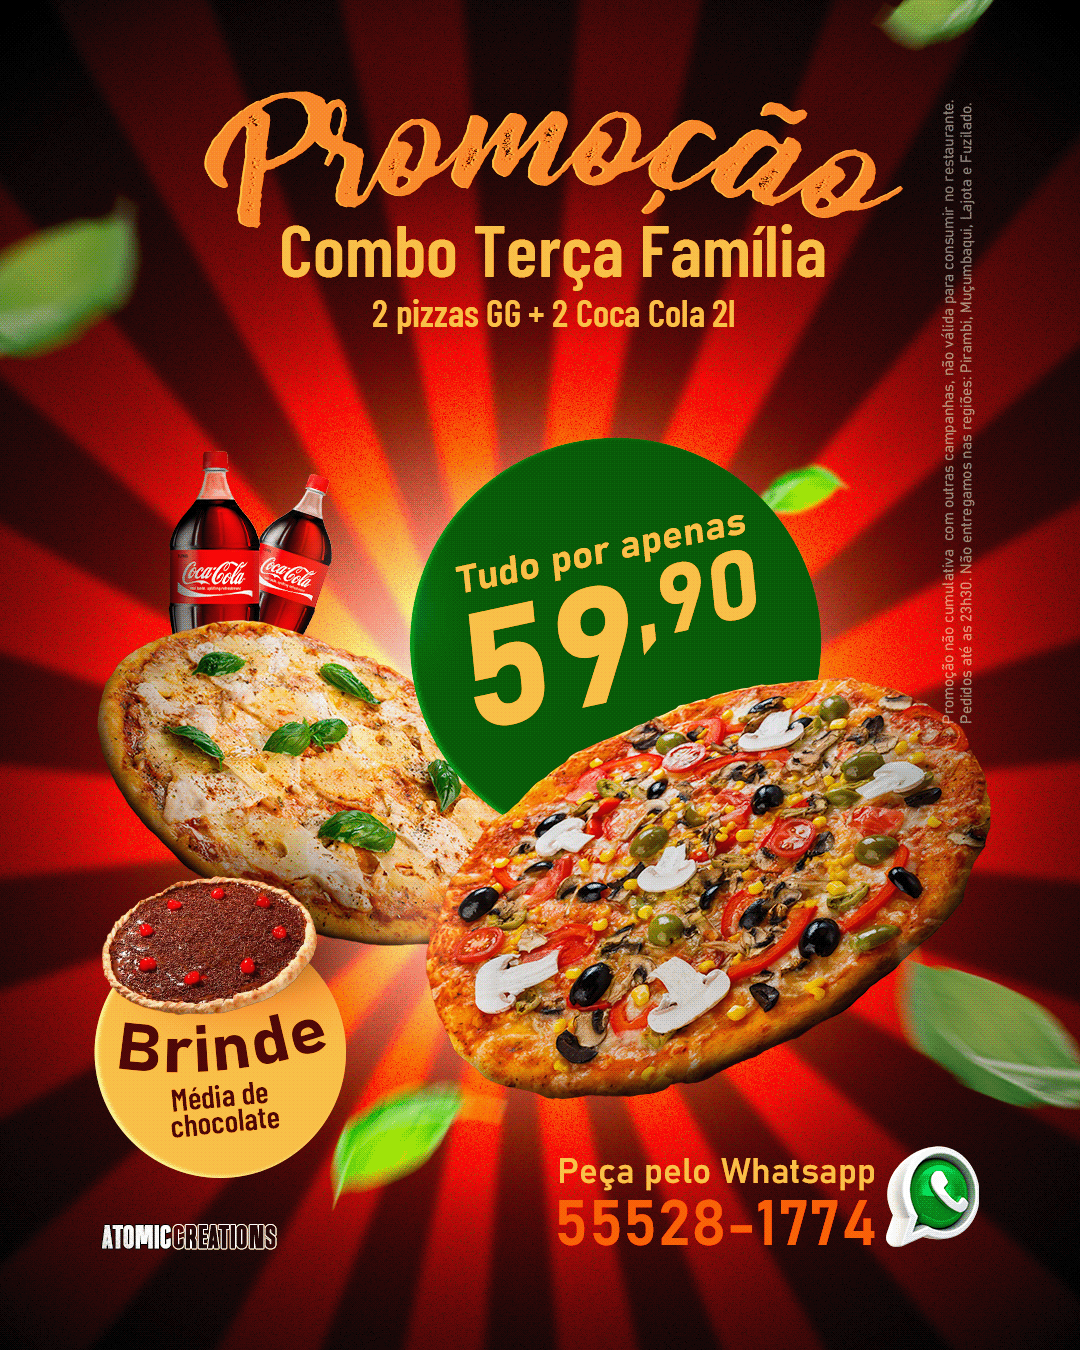 Promoção
Combo Terça Família
2 pizzas GG + 2 Coca Cola 2l
Promoção não cumulativa com outras campanhas, não válida para consumir no restaurante.
Pedidos até as 23h30. Não entregamos nas regiões: Pirambi, Muçumbaqui, Lajota e Fuzilado.
Tudo por apenas
59,90
Coca-Cola
Coca-Cola
Brinde
Média de
chocolate
Peça pelo Whatsapp
55528-1774
ATOMICCREATIONS